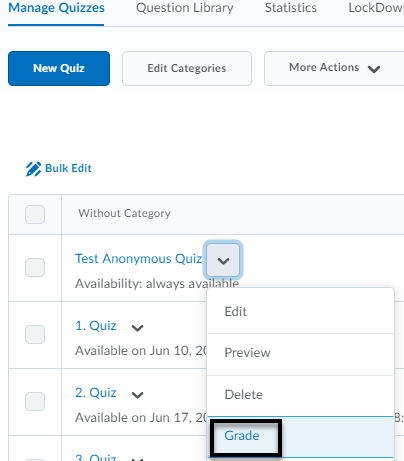 Manage Quizzes Question Library Statistics LockDow
New Quiz Edit Categories More Actions
Bulk Edit
Without Category
Test Anonymous Quiz
Availability: always available
Edit
1. Quiz
Available on Jun 10, 20
Preview
2. Quiz
Delete
Available on Jun 17, 20 8:
Grade
3. Quiz